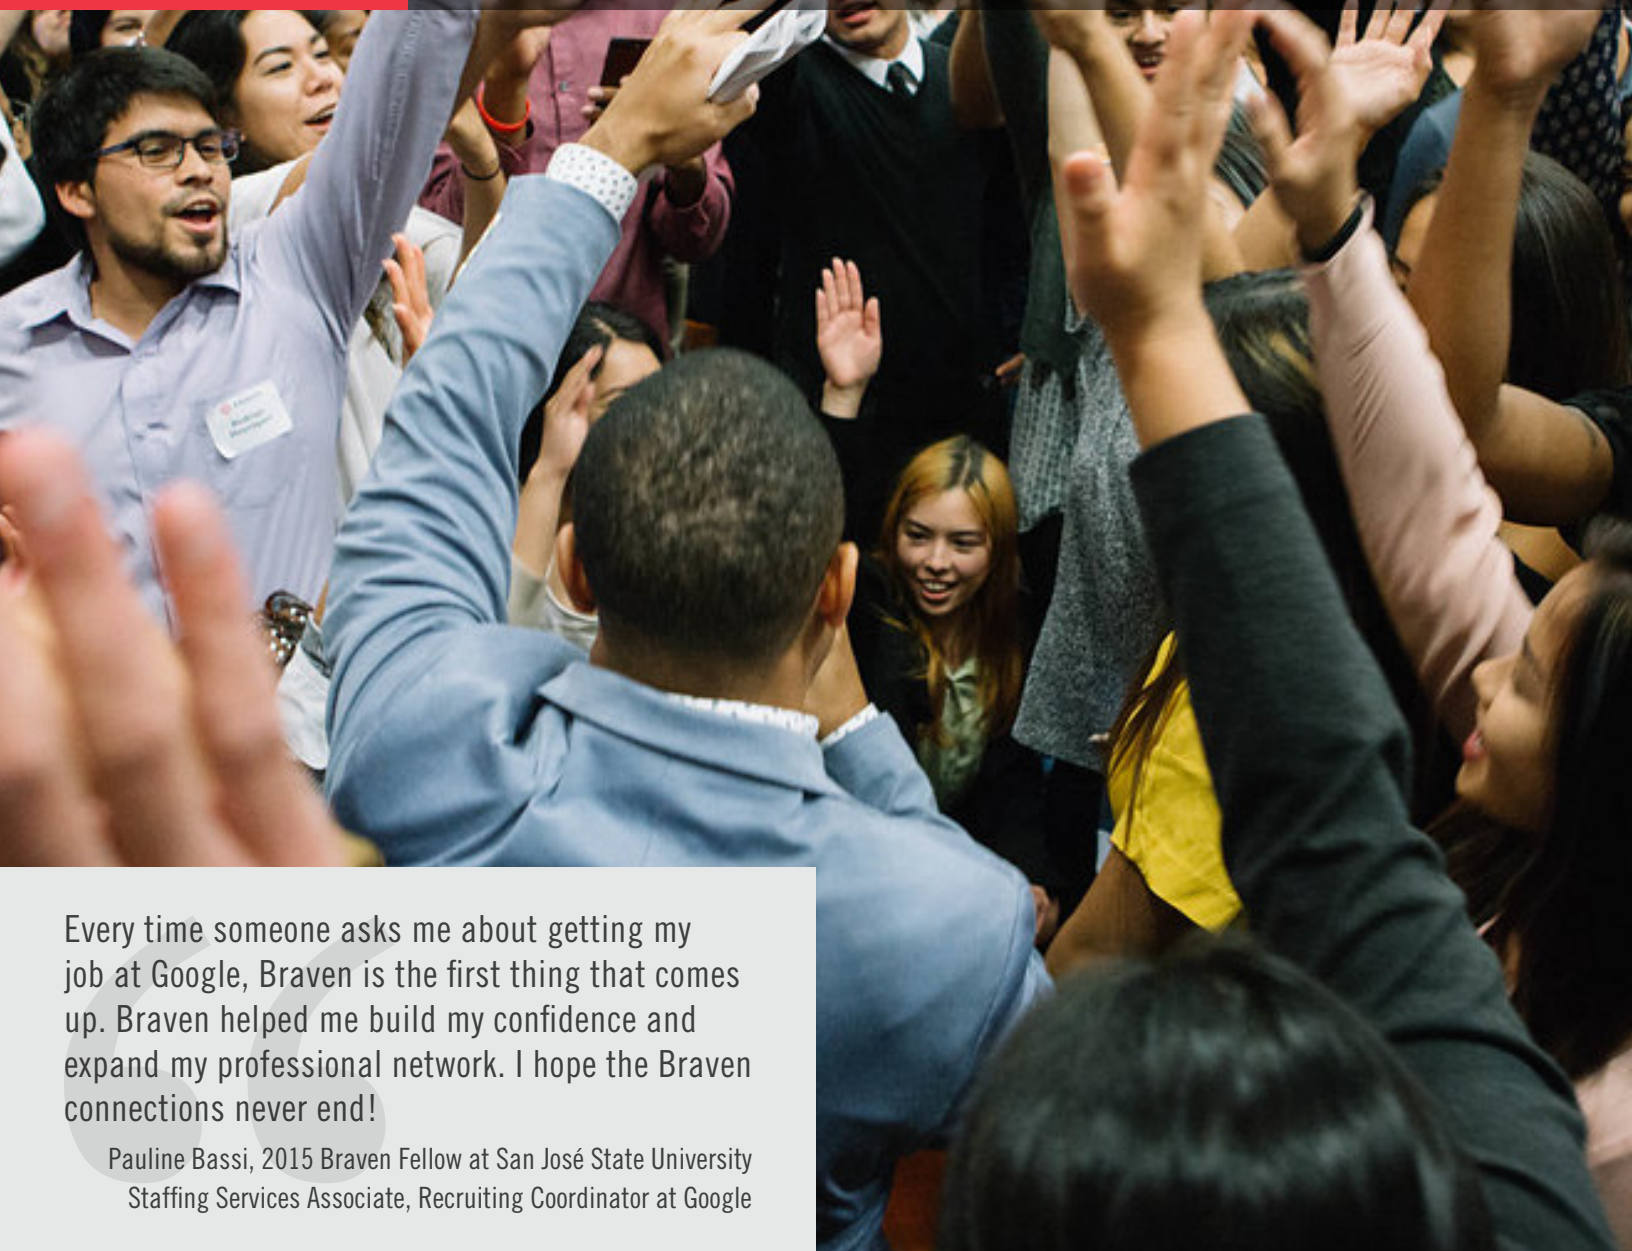 Every time someone asks me about getting my
job at Google, Braven is the first thing that comes
up. Braven helped me build my confidence and
expand my professional network. I hope the Braven
connections never end!
Pauline Bassi, 2015 Braven Fellow at San José State University
Staffing Services Associate, Recruiting Coordinator at Google